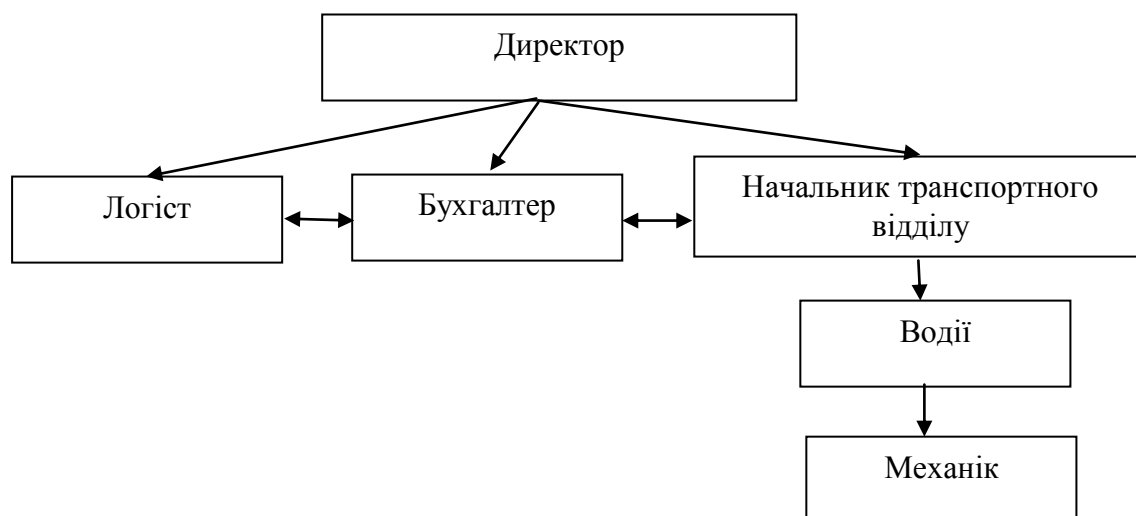 Директор
Логіст
Бухгалтер
Начальник транспортного
відділу
Водії
Механік